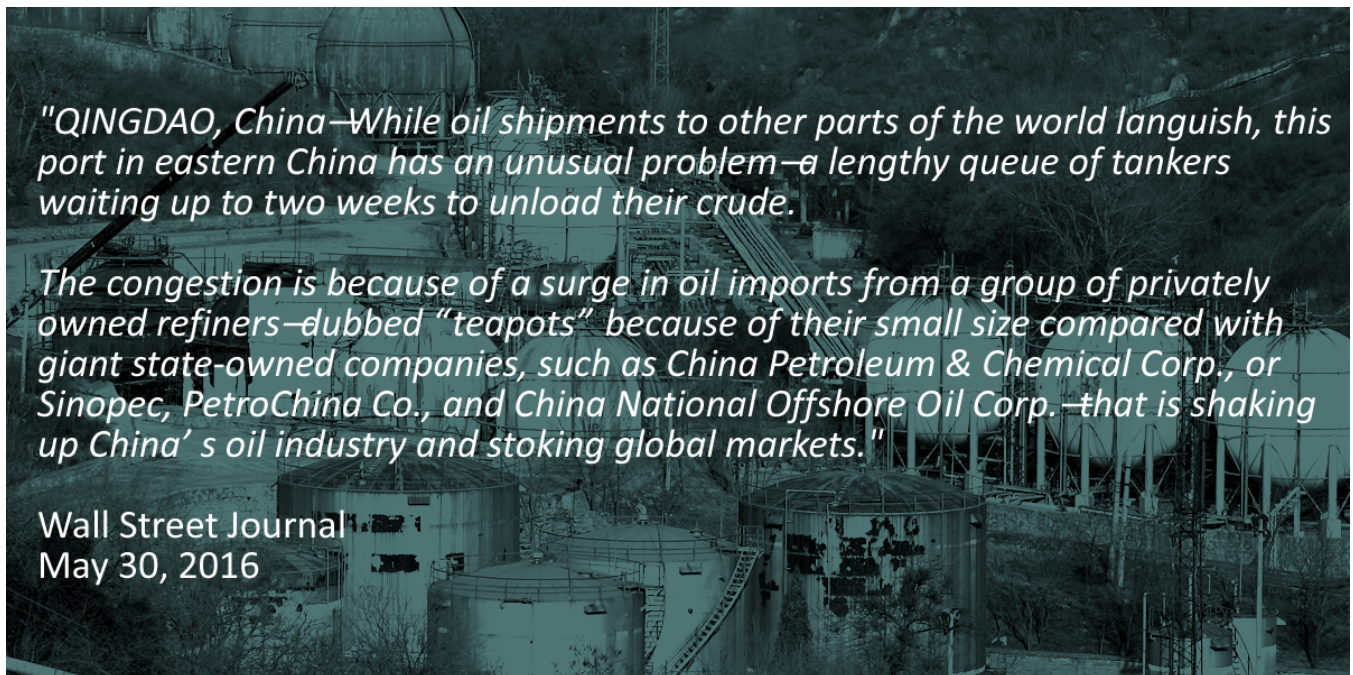 "QINGDAO, China—While oil shipments to other parts of the world languish, this
port in eastern China has an unusual problem—a lengthy queue of tankers
waiting up to two weeks to unload their crude.
The congestion is because of a surge in oil imports from a group of privately
owned refiners—dubbed “teapots” because of their small size compared with
giant state-owned companies, such as China Petroleum & Chemical Corp., or
Sinopec, PetroChina Co., and China National Offshore Oil Corp.—that is shaking
up China’ s oil industry and stoking global markets."
Wall Street Journal
May 30, 2016